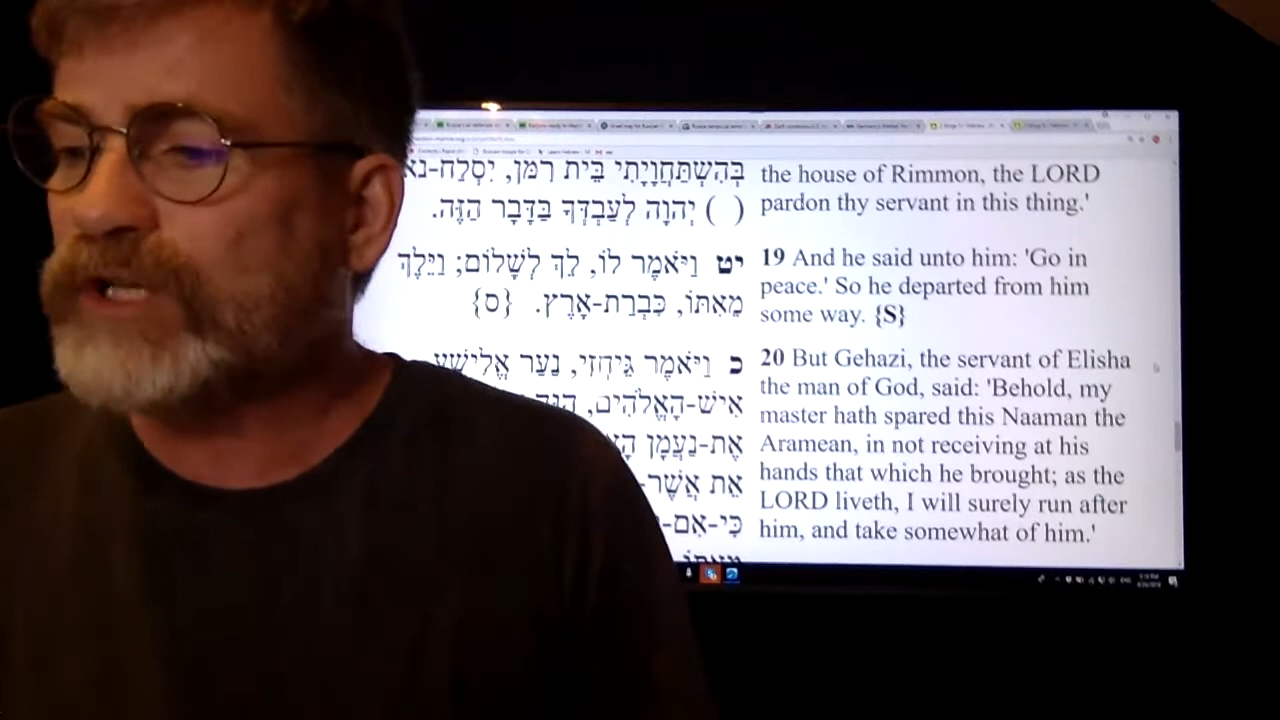 בְּהִשְׁתַּחֲוָיָתִי בֵּית רִמֹּן, יִסְלַח-נָא
( ) יְהוָה לְעַבְדְּךָ בַּדָּבָר הַזֶּה.
יט וַיֹּאמֶר לוֹ, לֵךְ לְשָׁלוֹם; וַיֵּלֶךְ
מֵאִתּוֹ, כִּבְרַת-אָרֶץ. {ס}
כ וַיֹּאמֶר גֵּיחֲזִי, נַעַר אֱלִישָׁע
אִישׁ-הָאֱלֹהִים,
אֶת-נַעֲמָן
אֵת אֲשֶׁר-
כִּי-אִם-
the house of Rimmon, the LORD
pardon thy servant in this thing.'
19 And he said unto him: 'Go in
peace.' So he departed from him
some way. {S}
20 But Gehazi, the servant of Elisha
the man of God, said: 'Behold, my
master hath spared this Naaman the
Aramean, in not receiving at his
hands that which he brought; as the
LORD liveth, I will surely run after
him, and take somewhat of him.'